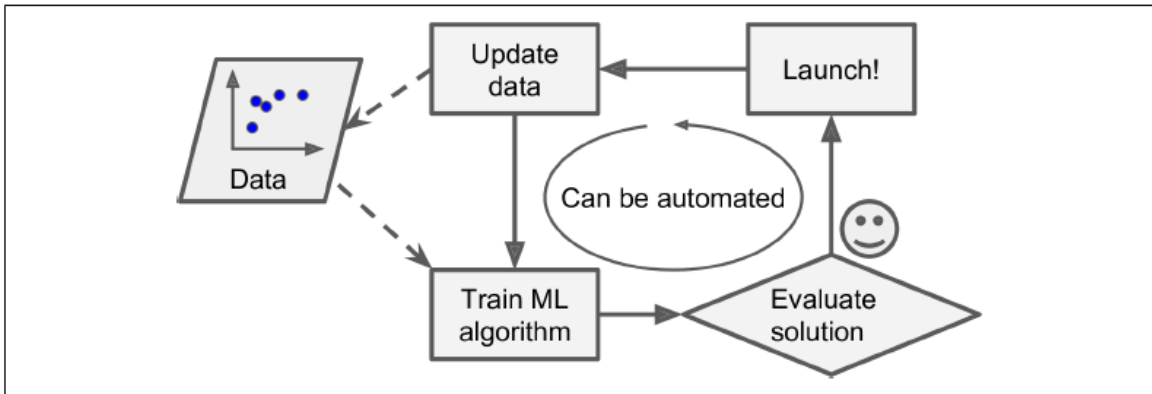 Update
data
Launch!
Data
Can be automated
Train ML
algorithm
Evaluate
solution